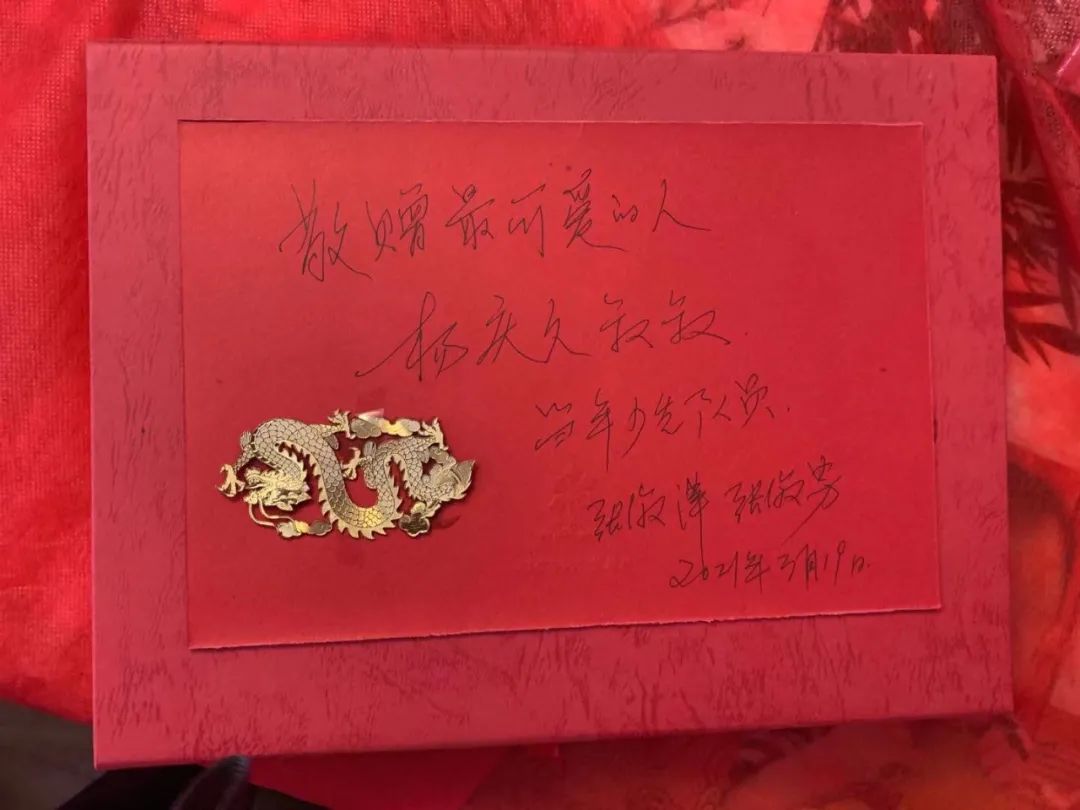 敬赠最可爱的人
杨庆久叔叔
当年少先队员
张俊萍 张俊芳
2021年3月19日